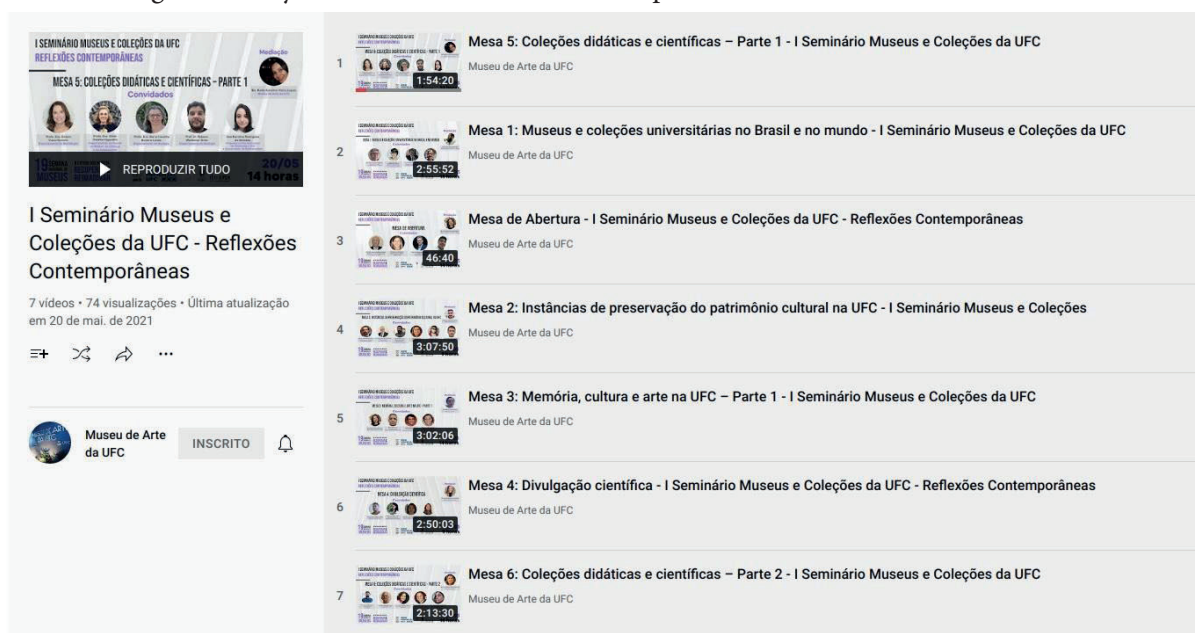 I SEMINÁRIO MUSEUS E COLEÇÕES DA UFC
REFLEXÕES CONTEMPORÂNEAS
Mediação
MESA 5: COLEÇÕES DIDÁTICAS E CIENTÍFICAS - PARTE 1
Convidados
20/05
14 horas
REPRODUZIR TUDO
I Seminário Museus e
Coleções da UFC - Reflexões
Contemporâneas
7 vídeos • 74 visualizações • Última atualização
em 20 de mai. de 2021
Museu de Arte
da UFC
INSCRITO
1
1:54:20
Mesa 5: Coleções didáticas e científicas – Parte 1 - I Seminário Museus e Coleções da UFC
Museu de Arte da UFC
2
2:55:52
Mesa 1: Museus e coleções universitárias no Brasil e no mundo - I Seminário Museus e Coleções da UFC
Museu de Arte da UFC
3
46:40
Mesa de Abertura - I Seminário Museus e Coleções da UFC - Reflexões Contemporâneas
Museu de Arte da UFC
4
3:07:50
Mesa 2: Instâncias de preservação do patrimônio cultural na UFC - I Seminário Museus e Coleções
Museu de Arte da UFC
5
3:02:06
Mesa 3: Memória, cultura e arte na UFC – Parte 1 - I Seminário Museus e Coleções da UFC
Museu de Arte da UFC
6
2:50:03
Mesa 4: Divulgação científica - I Seminário Museus e Coleções da UFC - Reflexões Contemporâneas
Museu de Arte da UFC
7
2:13:30
Mesa 6: Coleções didáticas e científicas – Parte 2 - I Seminário Museus e Coleções da UFC
Museu de Arte da UFC